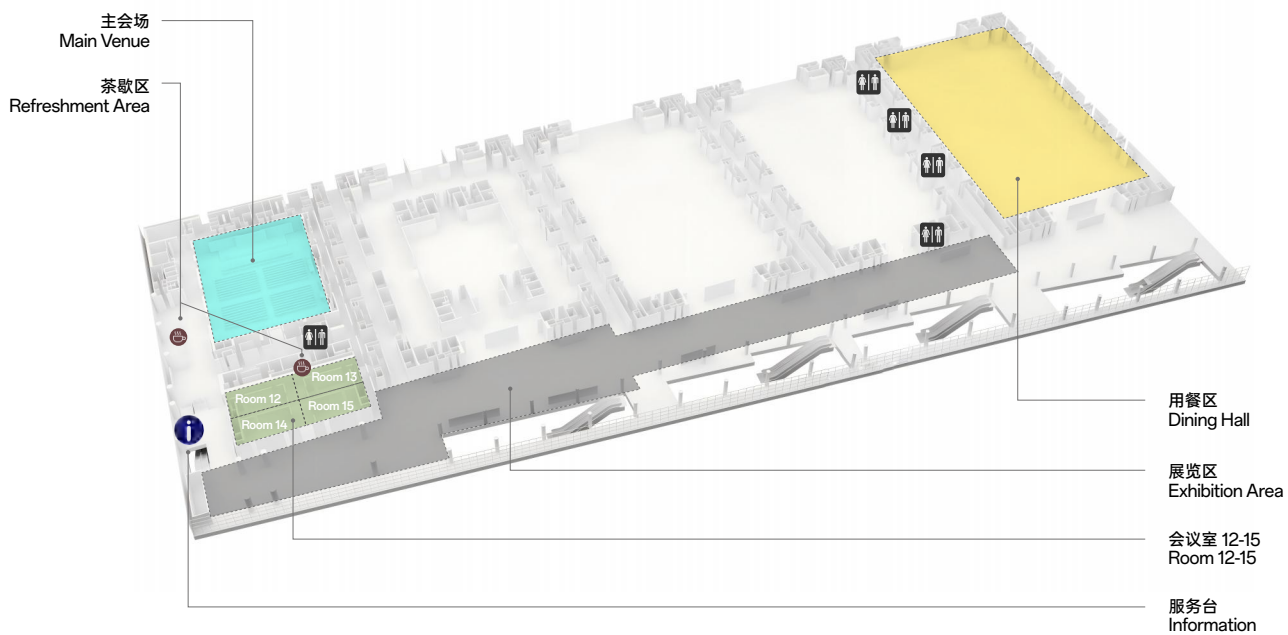 主会场
Main Venue
茶歇区
Refreshment Area
Room 13
Room 12
Room 15
Room 14
用餐区
Dining Hall
展览区
Exhibition Area
会议室 12-15
Room 12-15
服务台
Information